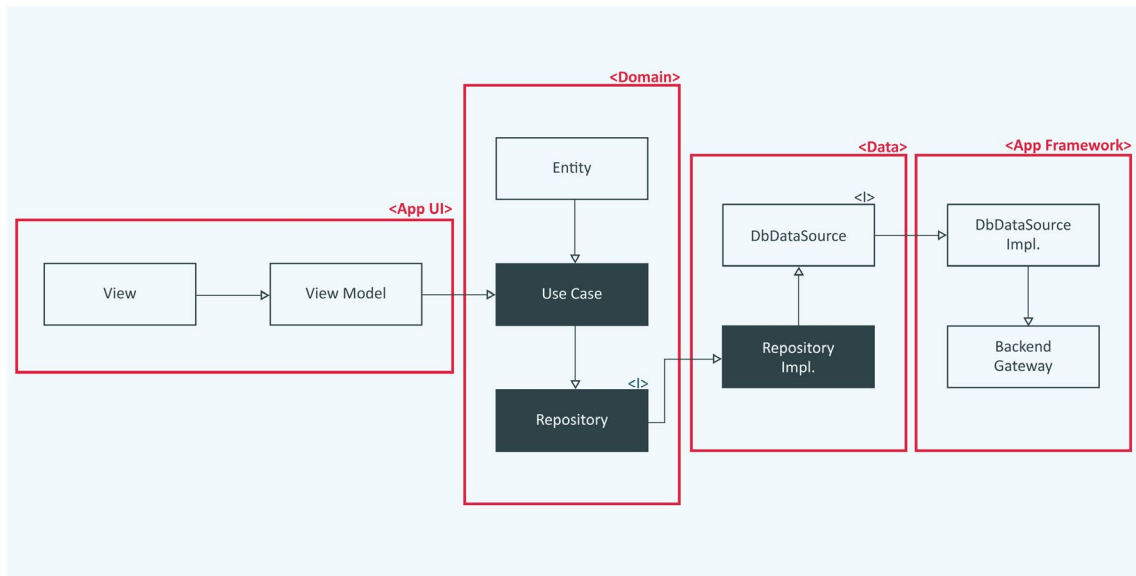 <Domain>
Entity
Use Case
<I>
Repository
<App UI>
View
View Model
<Data>
<I>
DbDataSource
Repository
Impl.
<App Framework>
DbDataSource
Impl.
Backend
Gateway